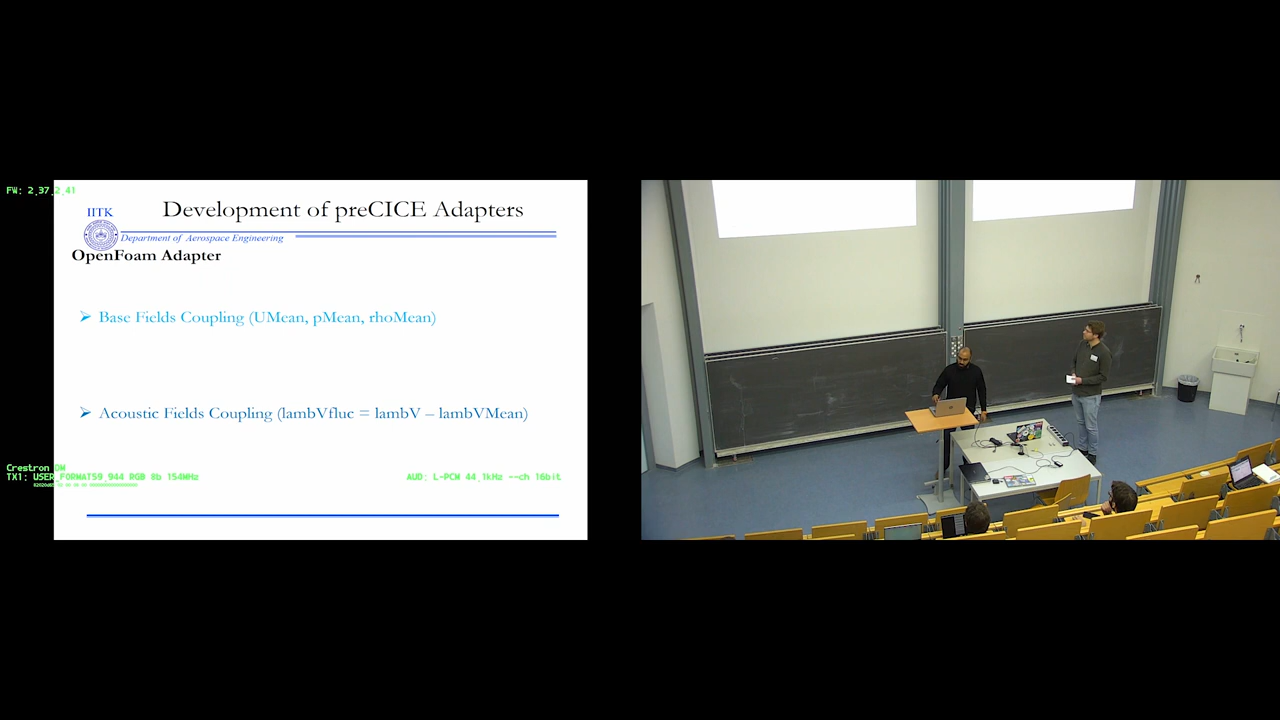 FW: 2.37.2.41
Development of preCICE Adapters
IITK
Department of Aerospace Engineering
OpenFoam Adapter
Base Fields Coupling (UMean, pMean, rhoMean)
Acoustic Fields Coupling (lambVfluc = lambV – lambVMean)
Crestron
TX1: USER_FORMAT59_944 RGB 8b 154MHz
AUD: L-PCM 44.1kHz --ch 16bit